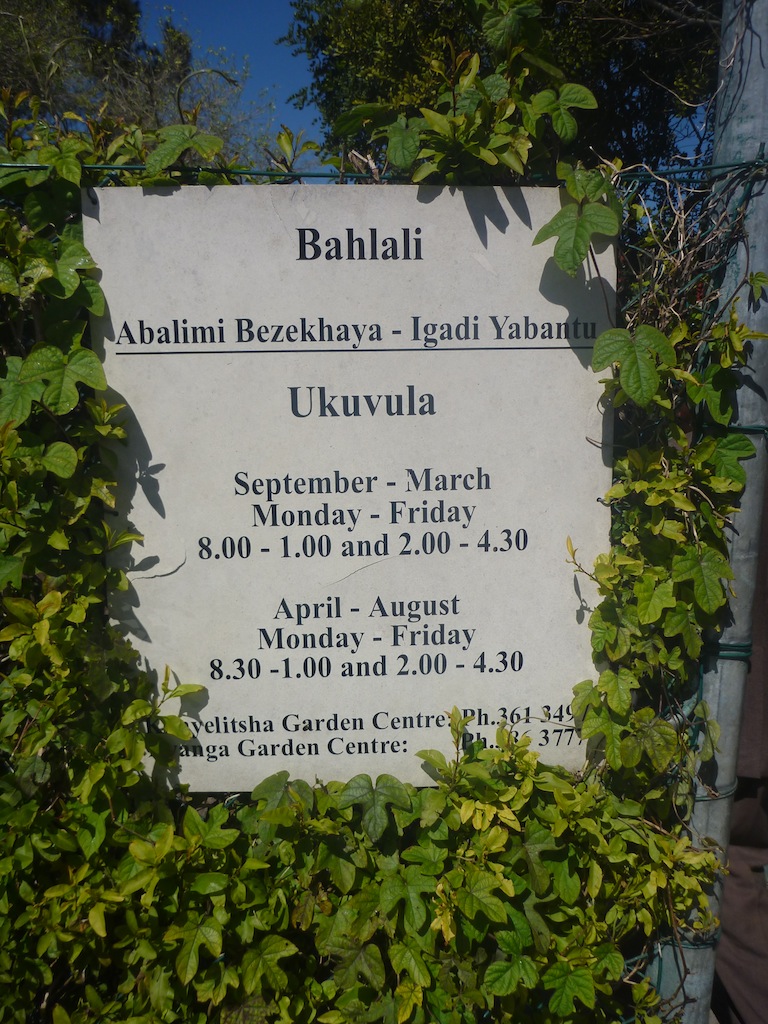 Bahlali
Abalimi Bezekhaya - Igadi Yabantu
Ukuvula
September - March
Monday - Friday
8.00 - 1.00 and 2.00 - 4.30
April - August
Monday - Friday
8.30 -1.00 and 2.00 - 4.30
Garden Centre: Ph.361
Garden Centre: 3777